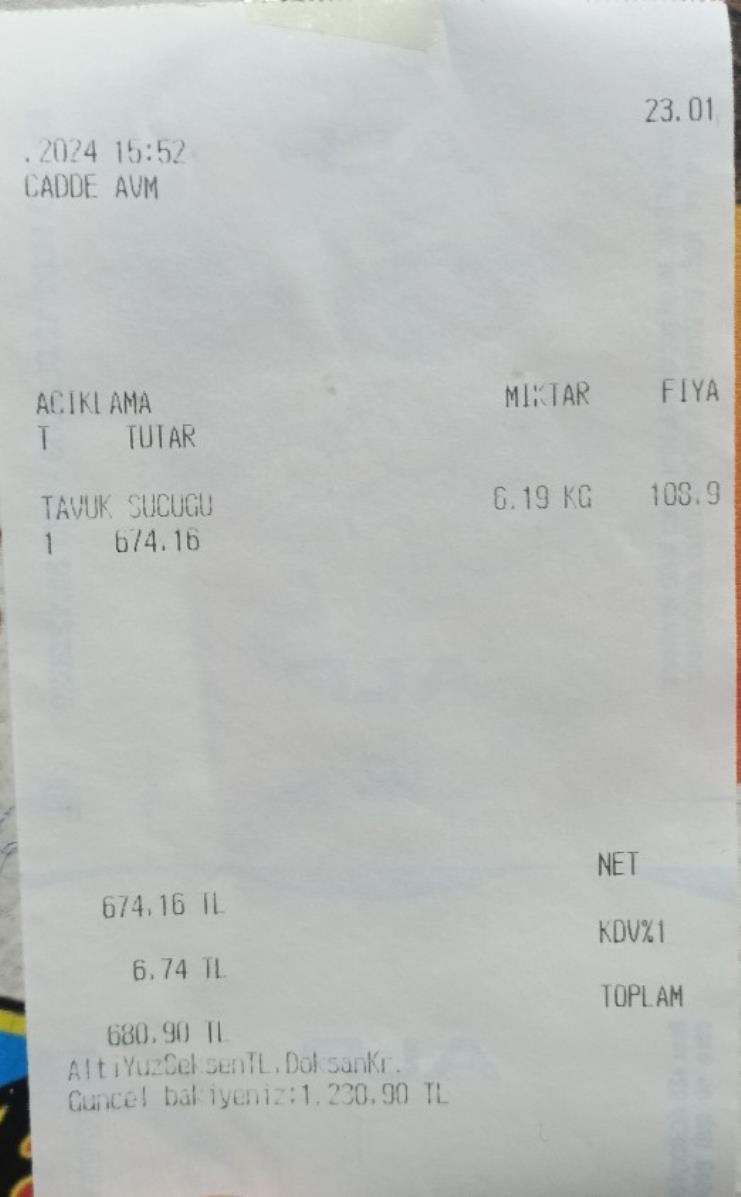 23.01
.2024 15:52
CADDE AVM
ACIKLAMA MIKTAR FIYA
T TUTAR
TAVUK SUCUGU 6.19 KG 108.9
1 674.16
NET
674.16 TL
KDV%1
6.74 TL
TOPLAM
680.90 TL
AltiYuzSeksenTL.DoksanKr.
Guncel bakiyeniz:1.230.90 TL